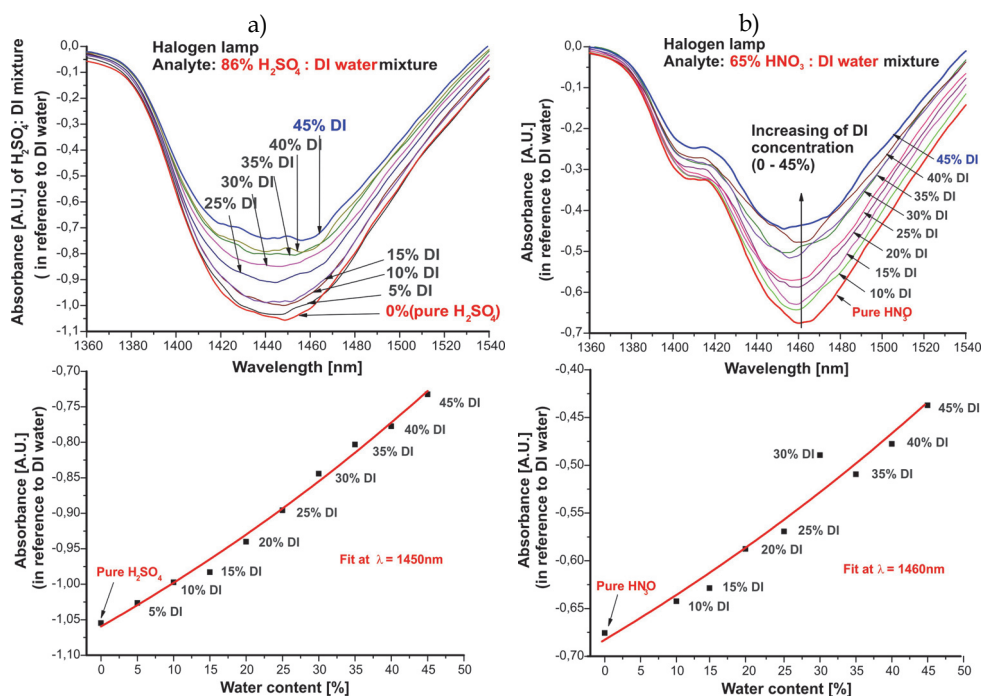 a)
Halogen lamp
Analyte: 86% H₂SO₄ : DI water mixture
Absorbance [A.U.] of H₂SO₄: DI mixture
( in reference to DI water)
0,0
-0,1
-0,2
-0,3
-0,4
-0,5
-0,6
-0,7
-0,8
-0,9
-1,0
-1,1
45% DI
40% DI
35% DI
30% DI
25% DI
15% DI
10% DI
5% DI
0%(pure H₂SO₄)
1360 1380 1400 1420 1440 1460 1480 1500 1520 1540
Wavelength [nm]
b)
Halogen lamp
Analyte: 65% HNO₃ : DI water mixture
Absorbance [A.U.]
(in reference to DI water)
0,0
-0,1
-0,2
-0,3
-0,4
-0,5
-0,6
-0,7
Increasing of DI
concentration
(0 - 45%)
45% DI
40% DI
35% DI
30% DI
25% DI
20% DI
15% DI
10% DI
Pure HNO₃
1360 1380 1400 1420 1440 1460 1480 1500 1520 1540
Wavelength [nm]
Absorbance [A.U.]
(in reference to DI water)
-0,70
-0,75
-0,80
-0,85
-0,90
-0,95
-1,00
-1,05
-1,10
45% DI
40% DI
35% DI
30% DI
25% DI
20% DI
15% DI
10% DI
5% DI
Pure H₂SO₄
Fit at λ = 1450nm
0 5 10 15 20 25 30 35 40 45 50
Water content [%]
Absorbance [A.U.]
(in reference to DI water)
-0,40
-0,45
-0,50
-0,55
-0,60
-0,65
-0,70
45% DI
40% DI
30% DI
35% DI
25% DI
20% DI
15% DI
10% DI
Pure HNO₃
Fit at λ = 1460nm
0 5 10 15 20 25 30 35 40 45 50
Water content [%]